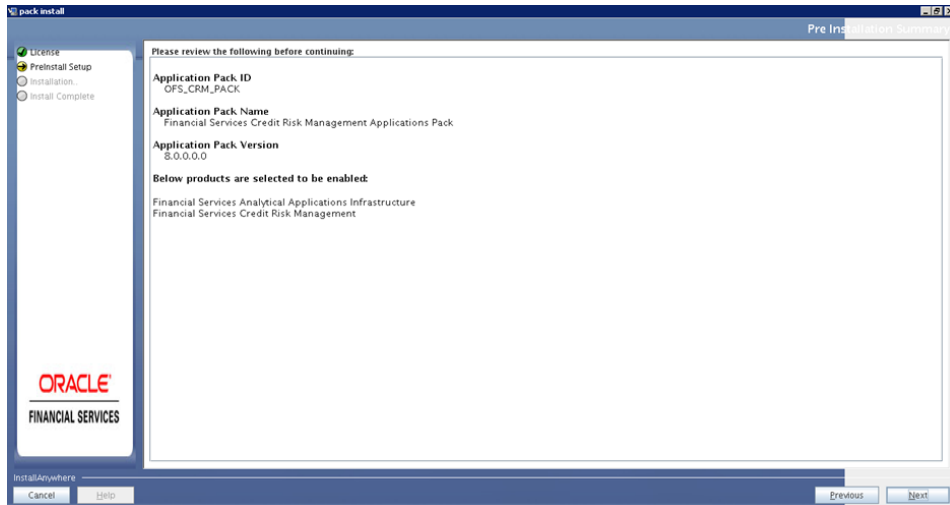 pack install
Pre Installation Summary
License
PreInstall Setup
Installation..
Install Complete
Please review the following before continuing:
Application Pack ID
OFS_CRM_PACK
Application Pack Name
Financial Services Credit Risk Management Applications Pack
Application Pack Version
8.0.0.0.0
Below products are selected to be enabled:
Financial Services Analytical Applications Infrastructure
Financial Services Credit Risk Management
ORACLE
FINANCIAL SERVICES
InstallAnywhere
Cancel
Help
Previous
Next